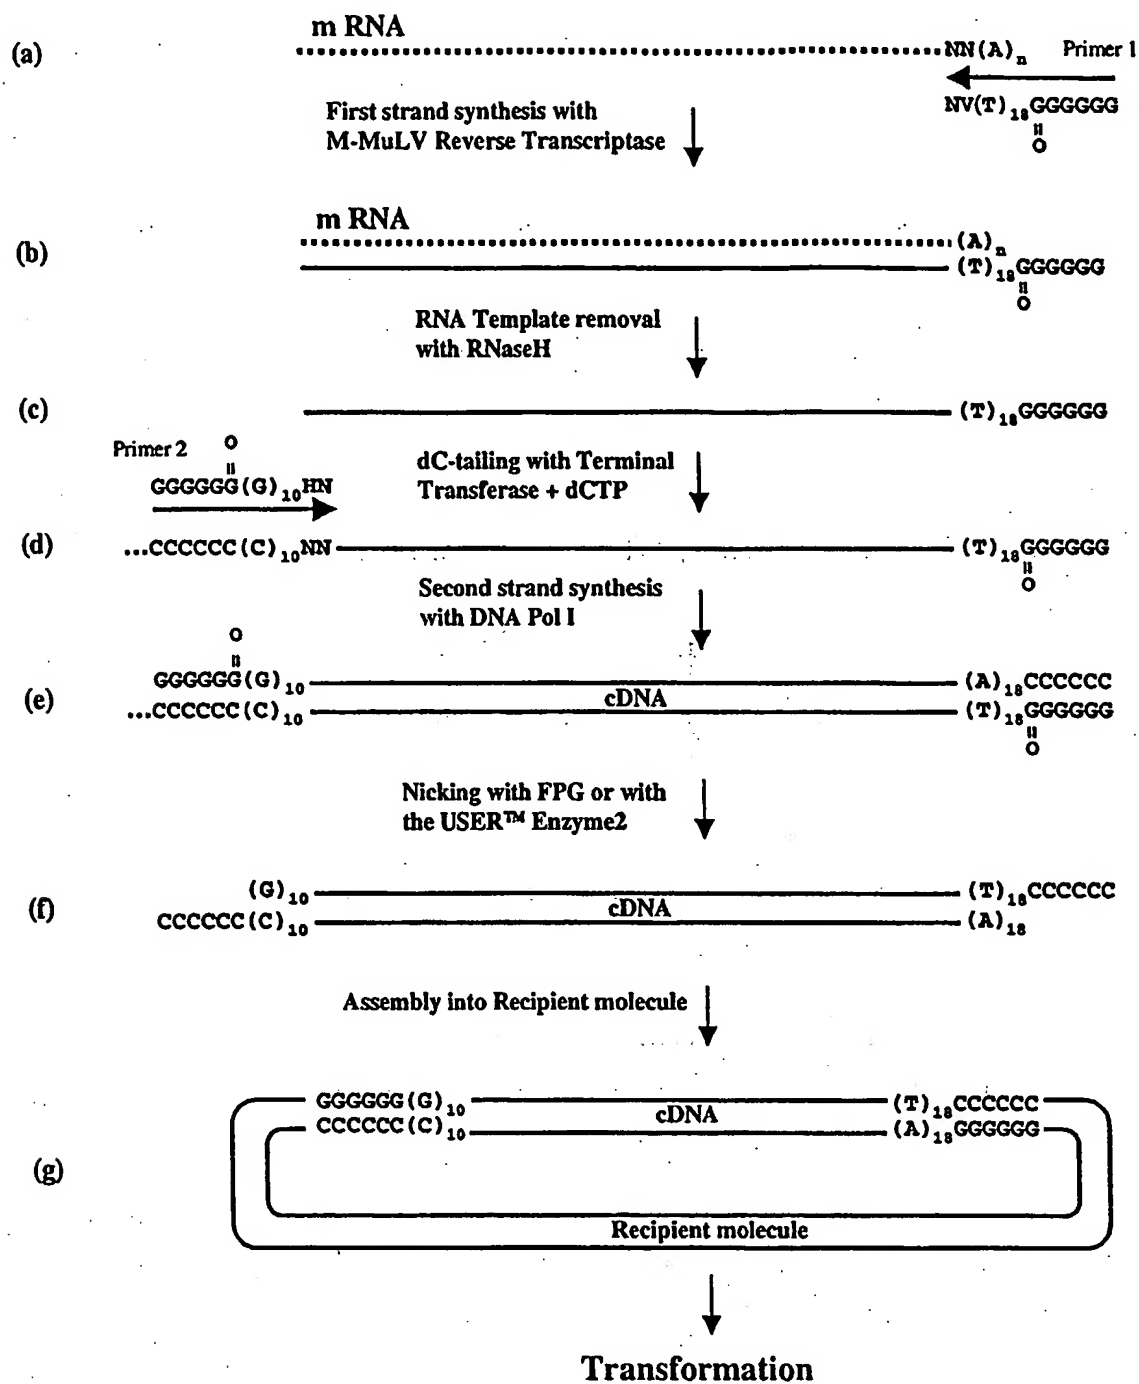 m RNA
(a) NN(A)n Primer 1
NV(T)18GGGGGG
O
First strand synthesis with
M-MuLV Reverse Transcriptase
m RNA
(b) (A)n
(T)18GGGGGG
O
RNA Template removal
with RNaseH
(c) (T)18GGGGGG
Primer 2 O
GGGGGG(G)10HN
dC-tailing with Terminal
Transferase + dCTP
(d) ...CCCCCC(C)10NN (T)18GGGGGG
O
Second strand synthesis
with DNA Pol I
O
GGGGGG(G)10 (A)18CCCCCC
(e) cDNA
...CCCCCC(C)10 (T)18GGGGGG
O
Nicking with FPG or with
the USER™ Enzyme2
(G)10 (T)18CCCCCC
(f) cDNA
CCCCCC(C)10 (A)18
Assembly into Recipient molecule
GGGGGG(G)10 (T)18CCCCCC
cDNA
CCCCCC(C)10 (A)18GGGGGG
(g)
Recipient molecule
Transformation